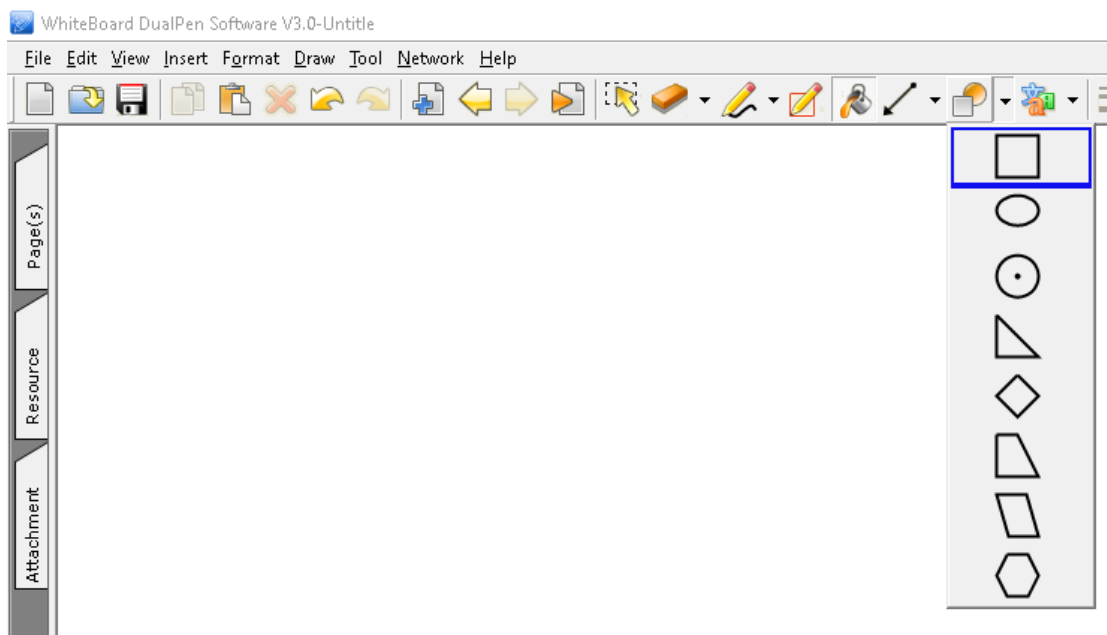 WhiteBoard DualPen Software V3.0-Untitle
File Edit View Insert Format Draw Tool Network Help
Page(s)
Resource
Attachment